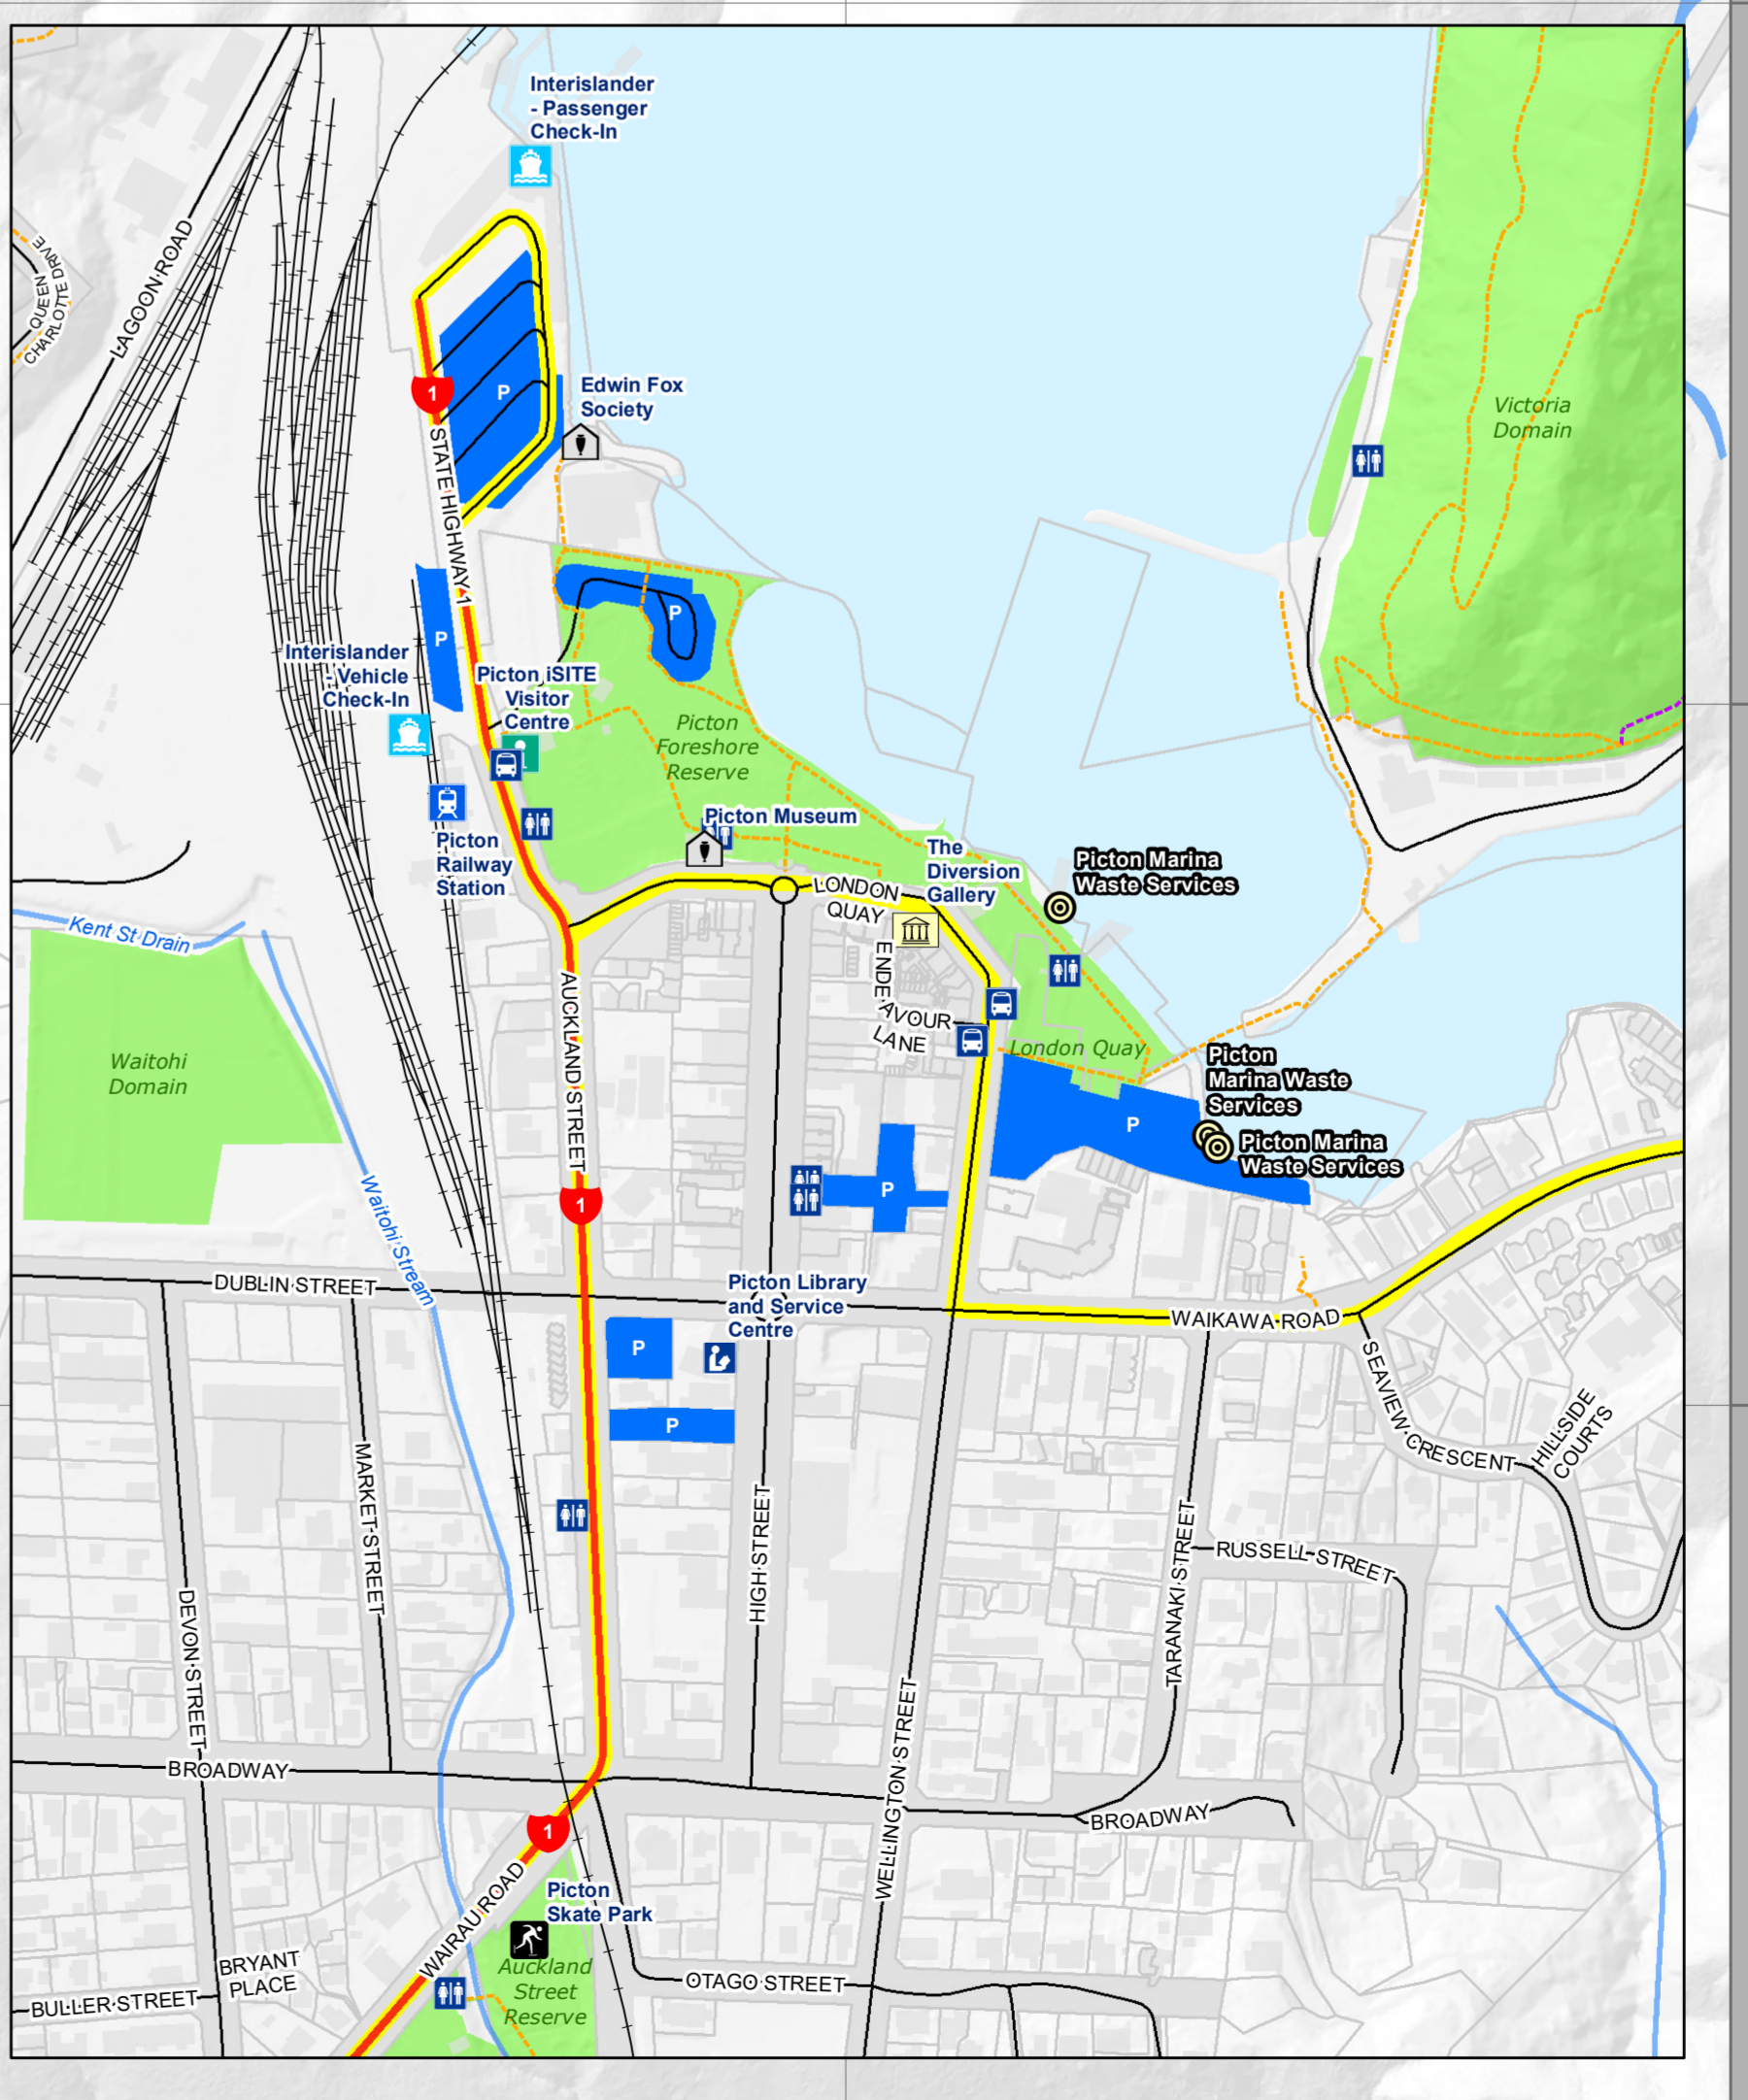 Interislander
- Passenger
Check-In
QUEEN
CHARLOTTE DRIVE
LAGOON ROAD
1
P
Edwin Fox
Society
Victoria
Domain
STATE HIGHWAY 1
P
P
Interislander
- Vehicle
Check-In
Picton iSITE
Visitor
Centre
Picton
Foreshore
Reserve
Picton Museum
Picton
Railway
Station
The
Diversion
Gallery
Picton Marina
Waste Services
LONDON
QUAY
Kent St Drain
ENDEAVOUR
LANE
AUCKLAND STREET
London Quay
Waitohi
Domain
Picton
Marina Waste
Services
P
Picton Marina
Waste Services
P
1
Waitohi Stream
DUBLIN STREET
Picton Library
and Service
Centre
WAIKAWA ROAD
P
P
SEAVIEW CRESCENT
HILLSIDE
COURTS
MARKET STREET
HIGH STREET
TARANAKI STREET
RUSSELL STREET
DEVON STREET
WELLINGTON STREET
BROADWAY
BROADWAY
1
WAIRAU ROAD
Picton
Skate Park
Auckland
Street
Reserve
BRYANT
PLACE
BULLER STREET
OTAGO STREET